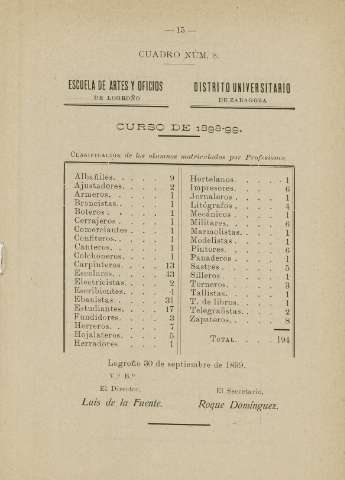 — 15 —
CUADRO NÚM. 8.
ESCUELA DE ARTES Y OFICIOS
DE LOGROÑO
DISTRITO UNIVERSITARIO
DE ZARAGOZA
CURSO DE 1898-99.
CLASIFICACIÓN de los alumnos matriculados por Profesiones
Albañiles. . . . . 9
Ajustadores. . . . . 2
Armeros. . . . . 1
Broncistas. . . . . 1
Boteros . . . . . 1
Cerrajeros . . . . 1
Comerciantes . . . . 1
Confiteros. . . . . 1
Canteros. . . . . 1
Colchoneros. . . . . 1
Carpinteros . . . . 13
Escolares . . . . . 43
Electricistas. . . . 2
Escribientes. . . . 4
Ebanistas . . . . . 31
Estudiantes. . . . . 17
Fundidores . . . . 3
Herreros. . . . . 7
Hojalateros. . . . . 5
Herradores . . . . 1
Hortelanos. . . . . 1
Impresores. . . . . 6
Jornaleros . . . . 1
Litógrafos . . . . 4
Mecánicos . . . . . 1
Militares. . . . . 6
Marmolistas. . . . . 1
Modelistas . . . . 1
Pintores. . . . . 6
Panaderos . . . . 1
Sastres . . . . . 5
Silleros . . . . . 1
Torneros. . . . . 3
Tallistas. . . . . 1
T. de libros. . . . 1
Telegrafistas. . . . 2
Zapateros. . . . . 8
TOTAL. . . . 194
Logroño 30 de septiembre de 1899.
V.º B.º
El Director,
Luis de la Fuente.
El Secretario,
Roque Domínguez.